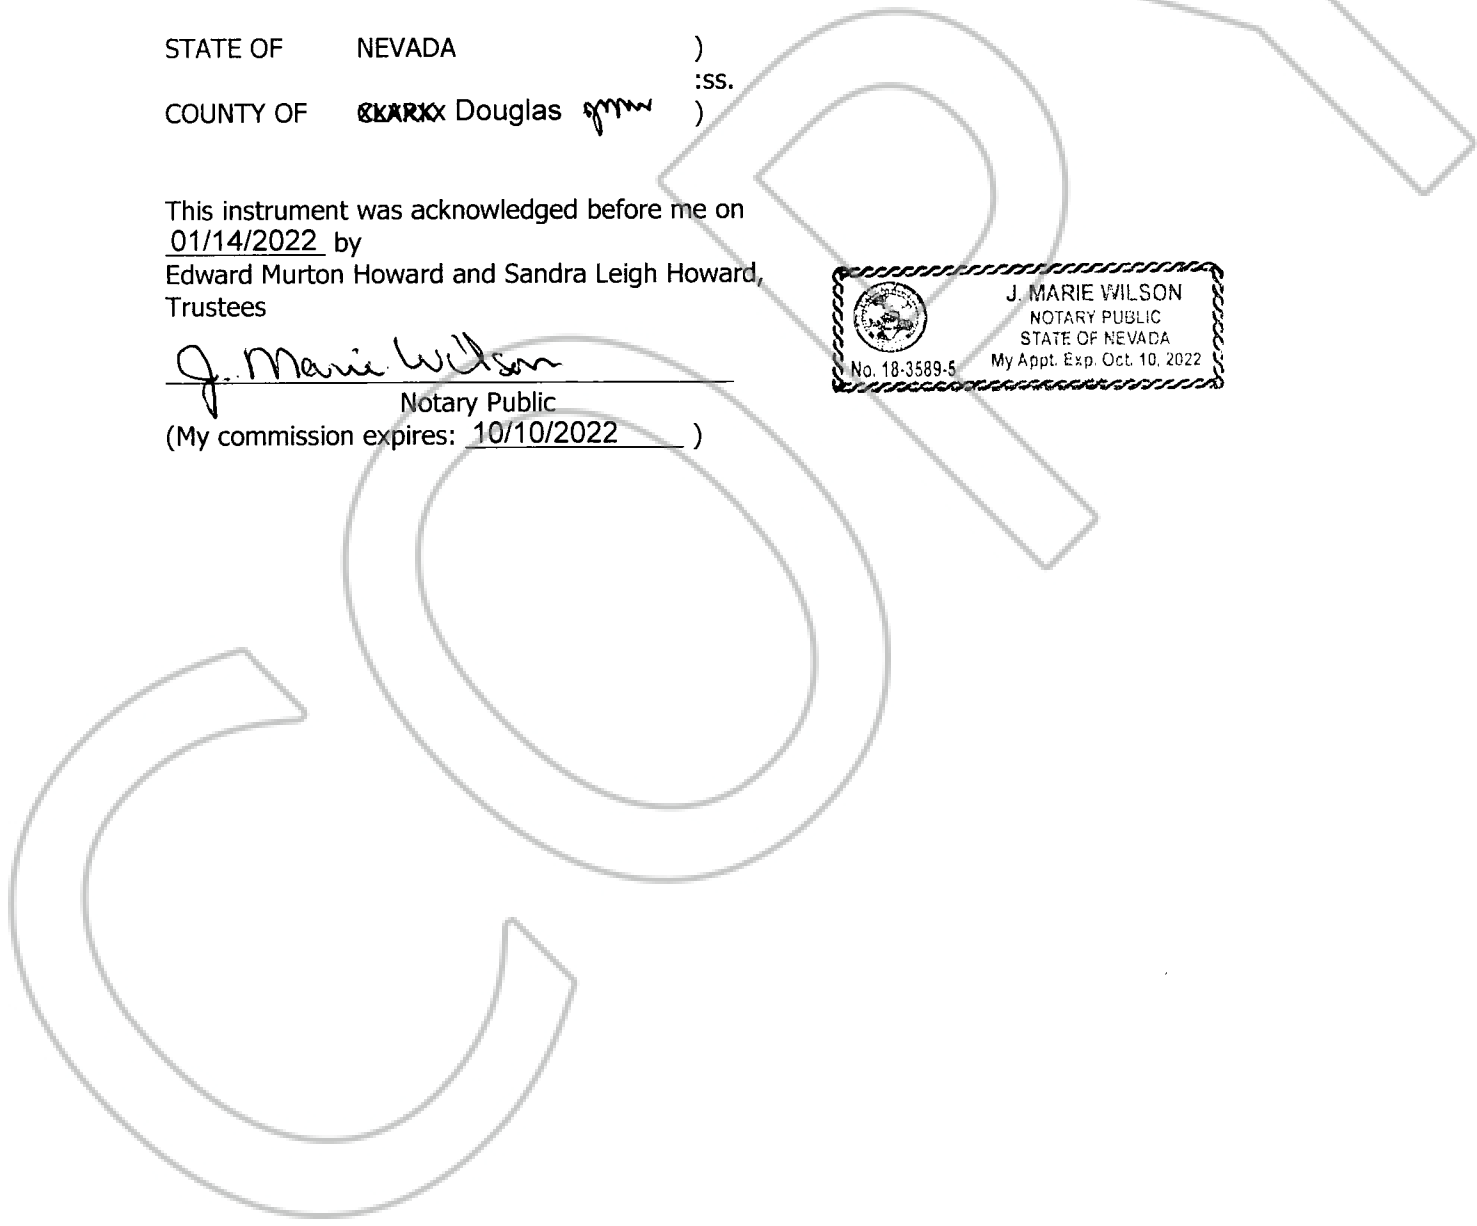 STATE OF NEVADA )
:ss.
COUNTY OF Douglas )
This instrument was acknowledged before me on
01/14/2022 by
Edward Murton Howard and Sandra Leigh Howard,
Trustees
J. Marie Wilson
Notary Public
(My commission expires: 10/10/2022 )
J. MARIE WILSON
NOTARY PUBLIC
STATE OF NEVADA
My Appt. Exp. Oct. 10, 2022
No. 18-3589-5
COPY